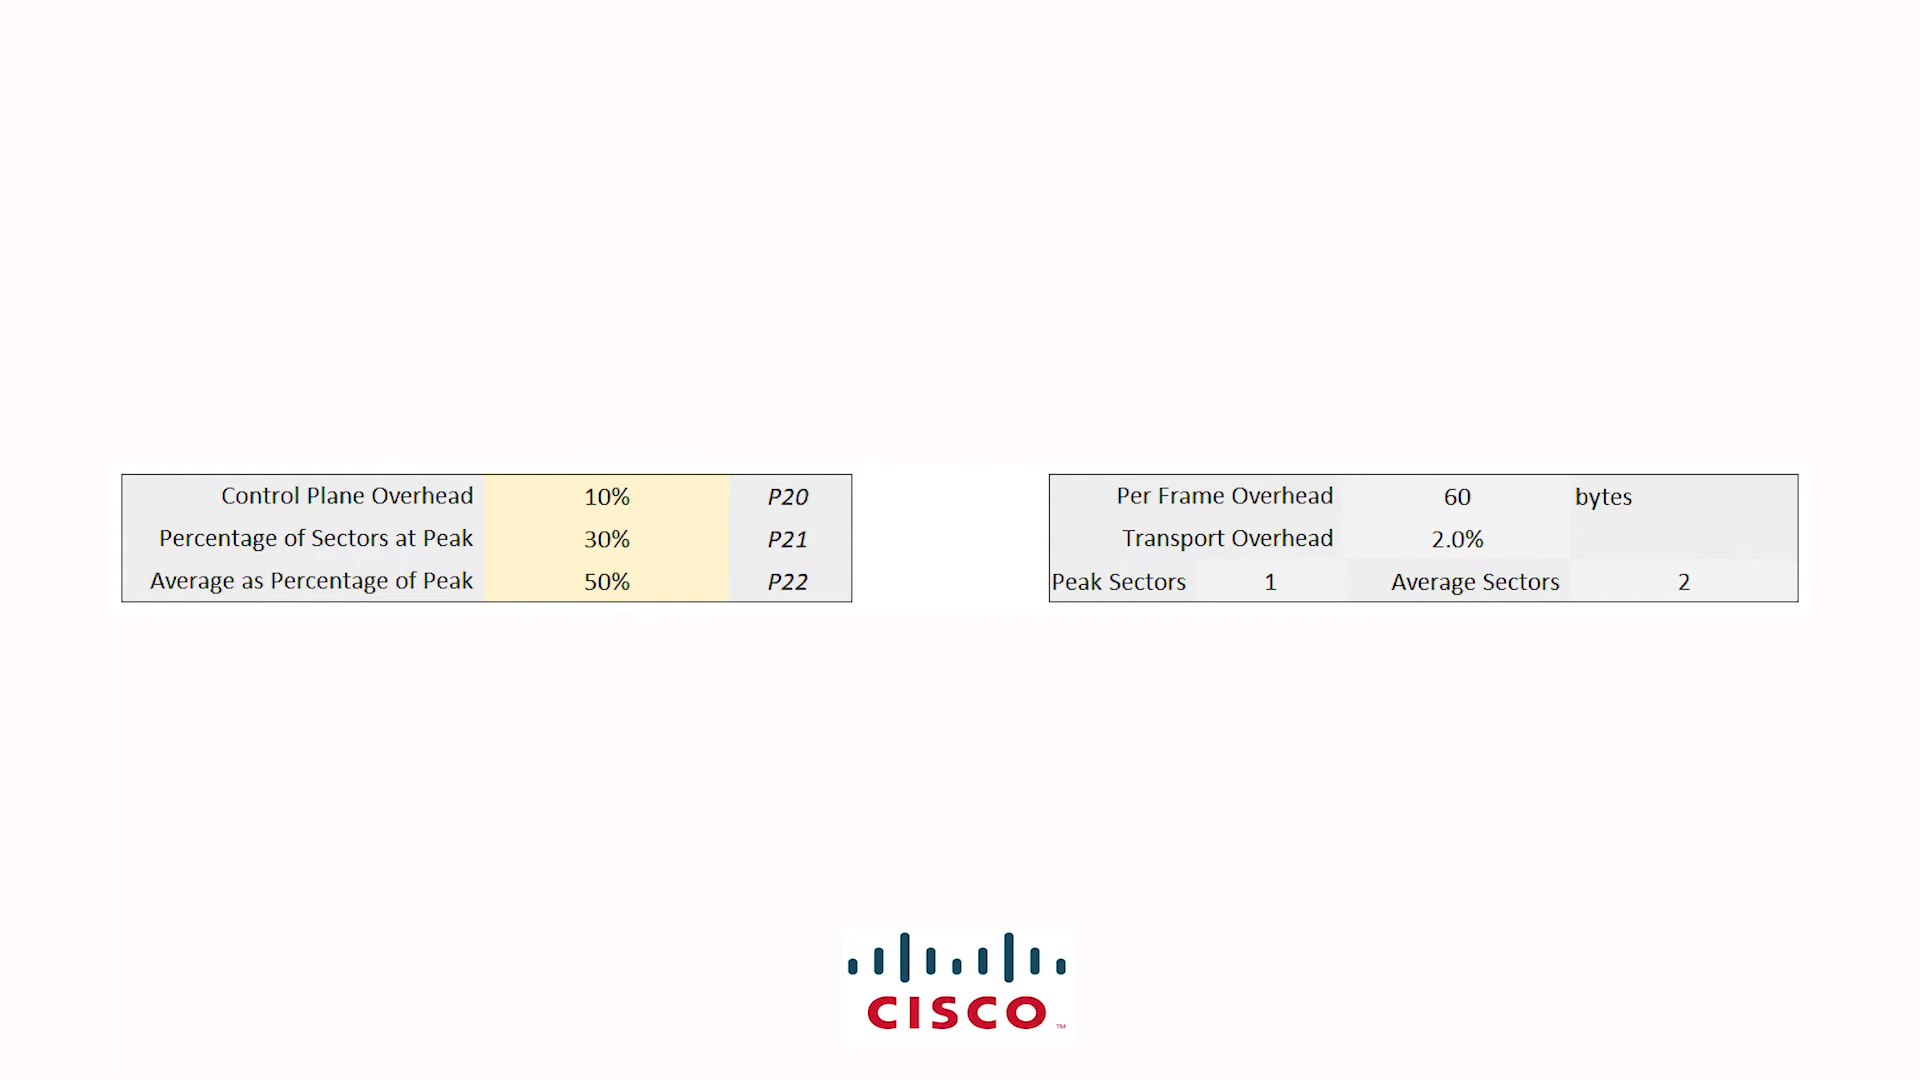 Control Plane Overhead 10% P20
Percentage of Sectors at Peak 30% P21
Average as Percentage of Peak 50% P22
Per Frame Overhead 60 bytes
Transport Overhead 2.0%
Peak Sectors 1 Average Sectors 2
CISCO™